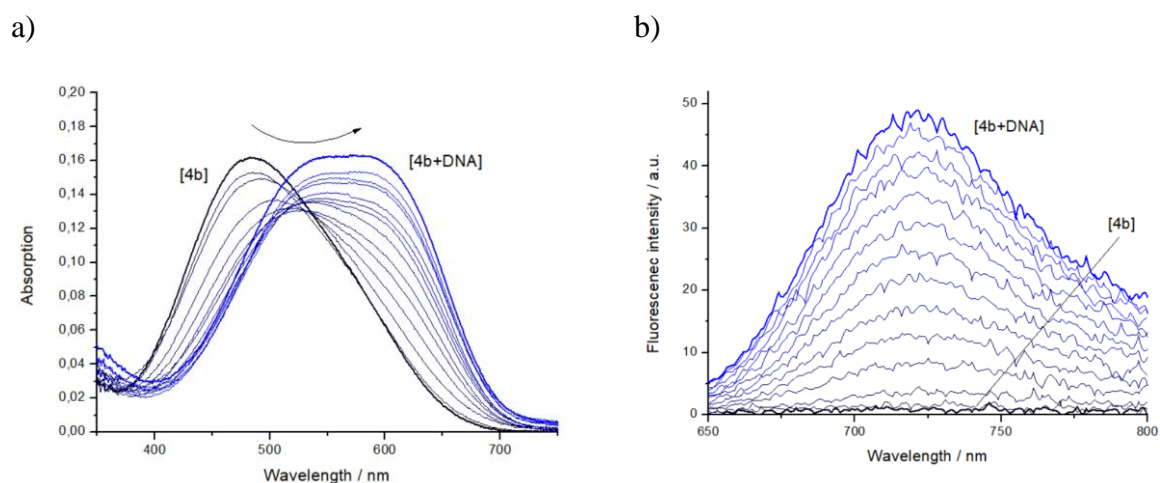 a)
b)
0,20
0,18
0,16
0,14
0,12
0,10
0,08
0,06
0,04
0,02
0,00
Absorption
[4b]
[4b+DNA]
400
500
600
700
Wavelength / nm
50
40
30
20
10
0
Fluorescenec intensity / a.u.
[4b+DNA]
[4b]
650
700
750
800
Wavelength / nm